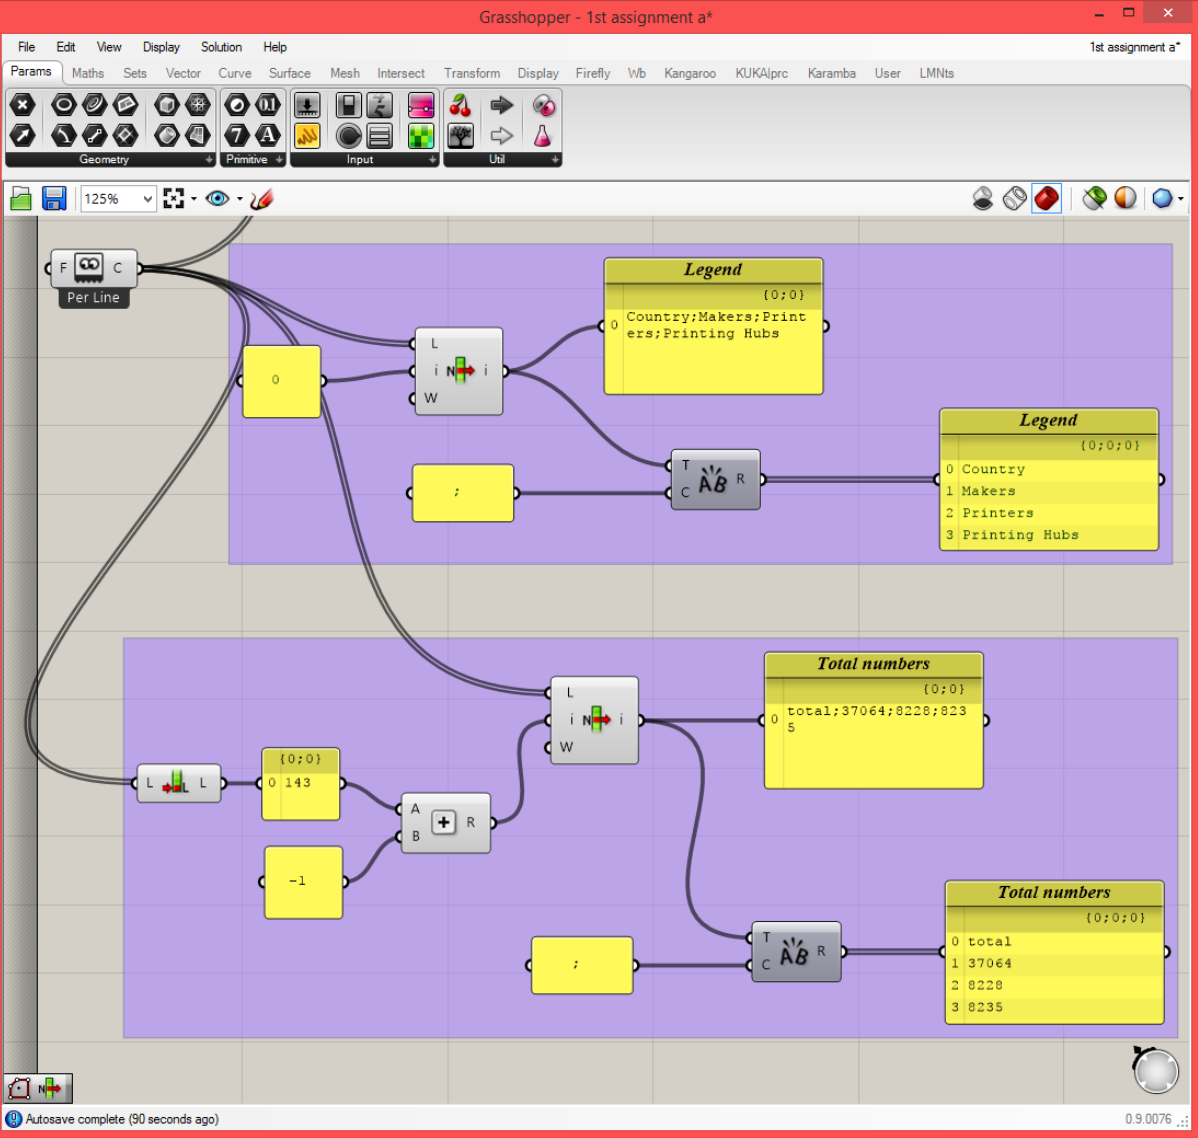 Grasshopper - 1st assignment a*
File Edit View Display Solution Help 1st assignment a*
Params Maths Sets Vector Curve Surface Mesh Intersect Transform Display Firefly Wb Kangaroo KUKA|prc Karamba User LMNts
0.1
7 A
Geometry Primitive Input Util
125%
F C
Per Line
Legend
{0;0}
0 Country;Makers;Print
ers;Printing Hubs
L
i N i
W
0
;
T
C
AB R
Legend
{0;0;0}
0 Country
1 Makers
2 Printers
3 Printing Hubs
Total numbers
{0;0}
0 total;37064;8228;823
5
L
i N i
W
L L L
{0;0}
0 143
A
B
R
-1
;
T
C
AB R
Total numbers
{0;0;0}
0 total
1 37064
2 8228
3 8235
N
Autosave complete (90 seconds ago) 0.9.0076